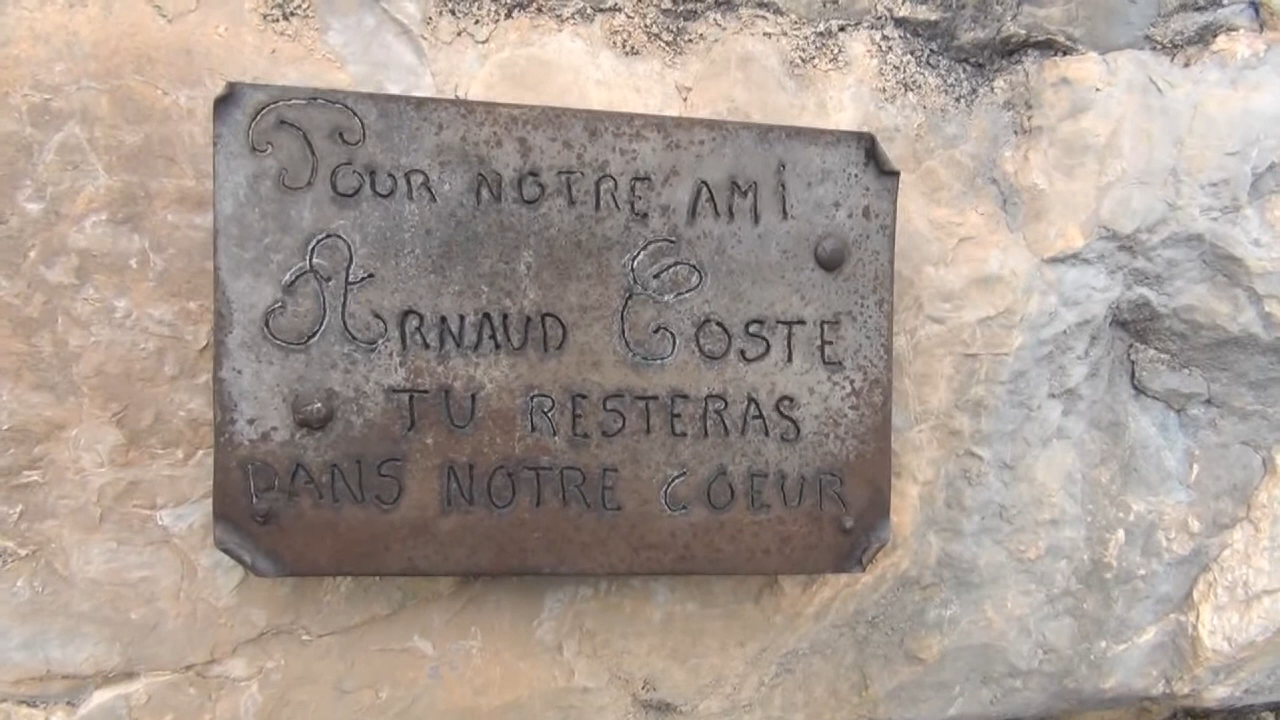 POUR NOTRE AMi
ARNAUD COSTE
TU RESTERAS
DANS NOTRE COEUR